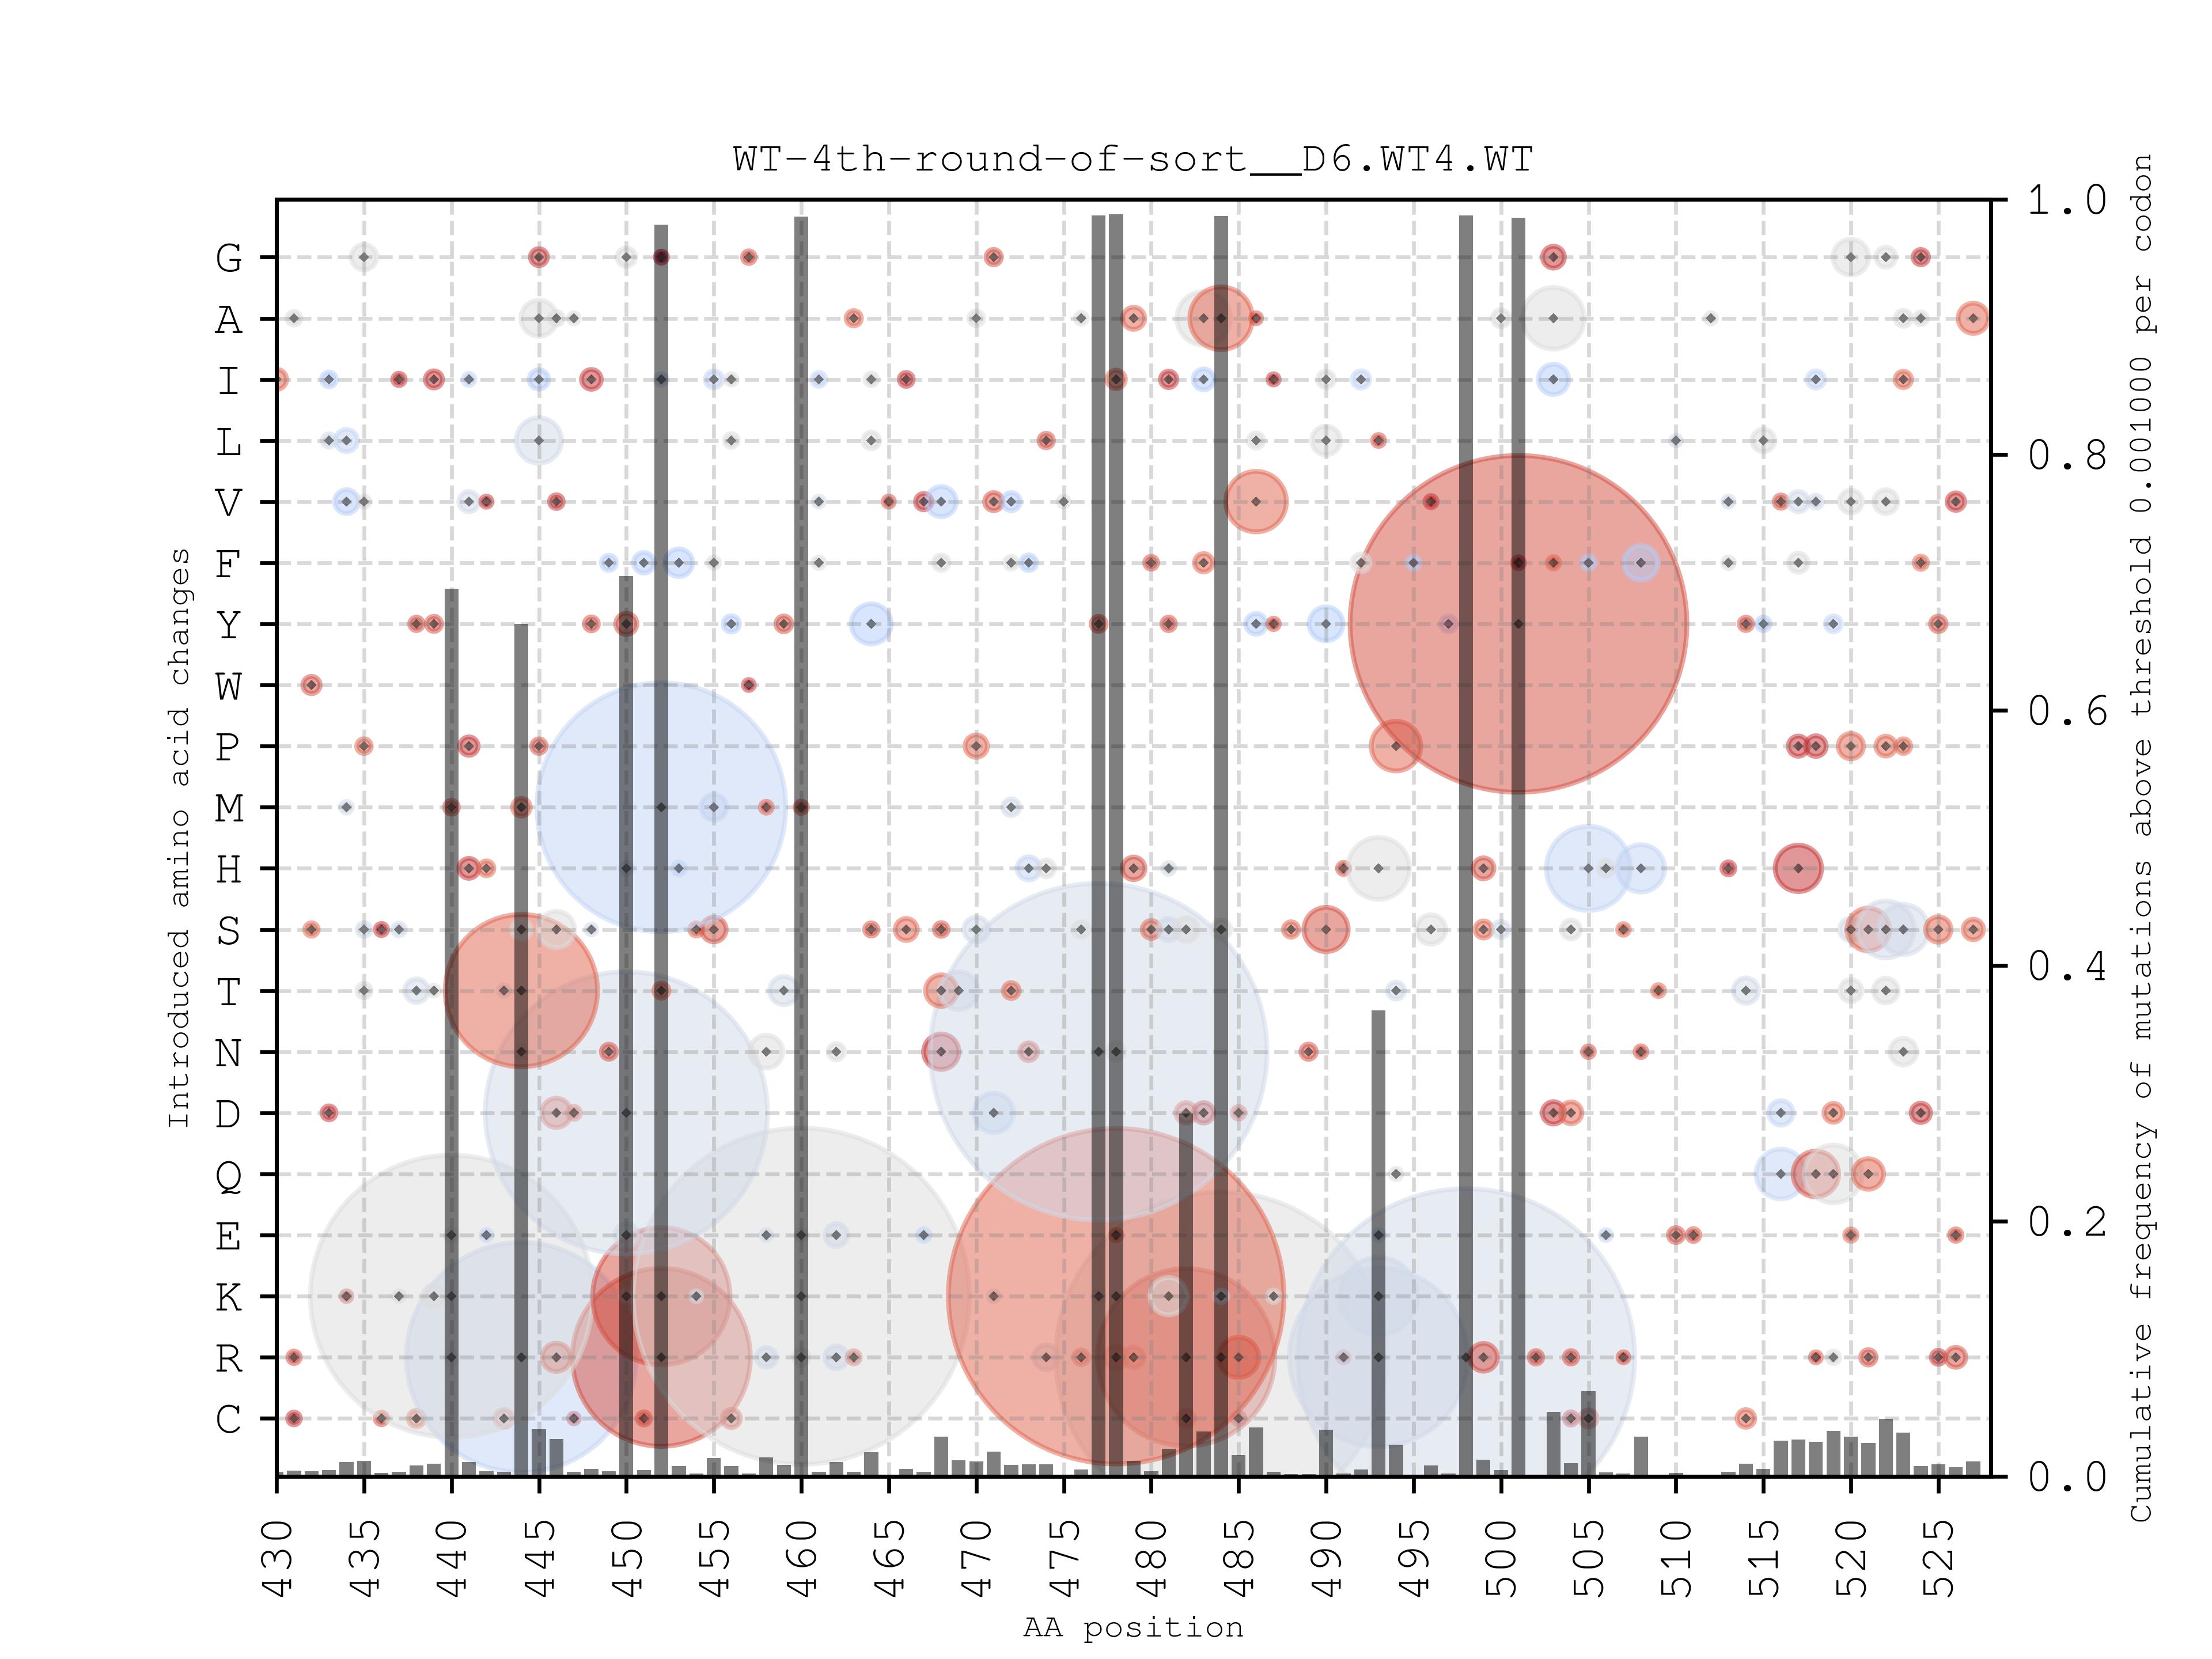 WT-4th-round-of-sort__D6.WT4.WT
Introduced amino acid changes
G
A
I
L
V
F
Y
W
P
M
H
S
T
N
D
Q
E
K
R
C
1.0
0.8
0.6
0.4
0.2
0.0
Cumulative frequency of mutations above threshold 0.001000 per codon
430 435 440 445 450 455 460 465 470 475 480 485 490 495 500 505 510 515 520 525
AA position